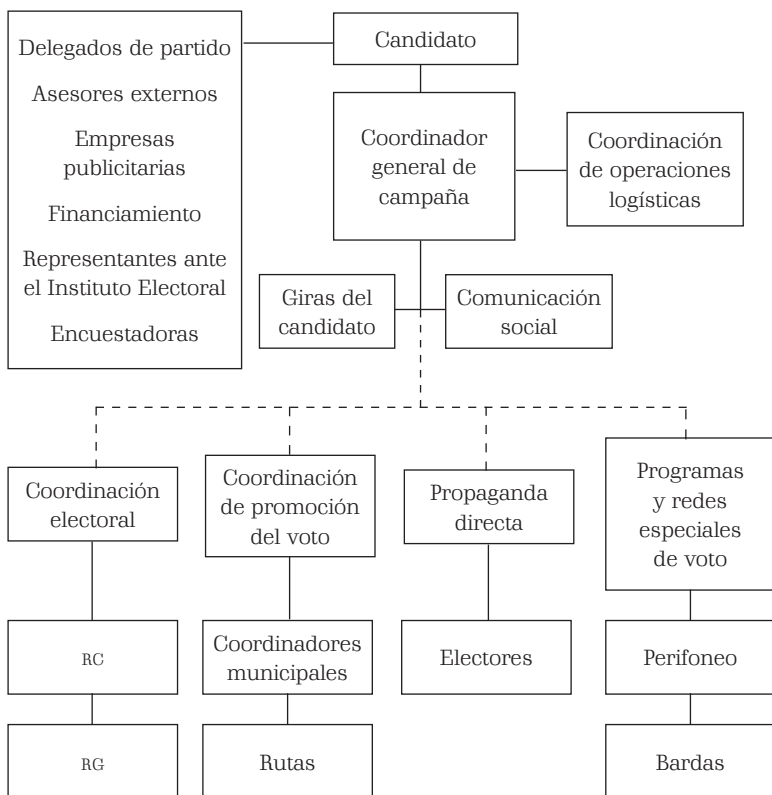 Delegados de partido
Asesores externos
Empresas
publicitarias
Financiamiento
Representantes ante
el Instituto Electoral
Encuestadoras
Candidato
Coordinador
general de
campaña
Coordinación
de operaciones
logísticas
Giras del
candidato
Comunicación
social
Coordinación
electoral
Coordinación
de promoción
del voto
Propaganda
directa
Programas
y redes
especiales
de voto
RC
Coordinadores
municipales
Electores
Perifoneo
RG
Rutas
Bardas